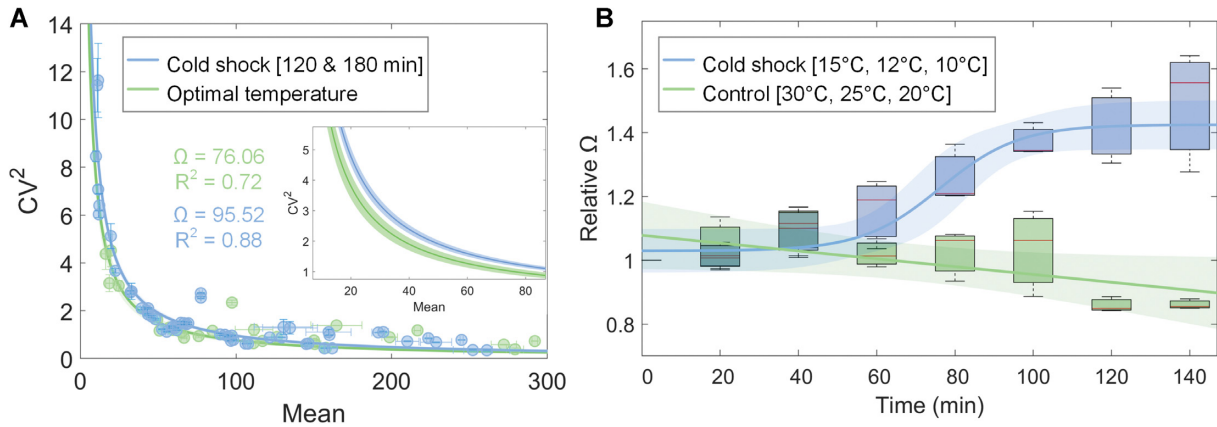 A
CV²
14
12
10
8
6
4
2
0
0 100 200 300
Mean
Cold shock [120 & 180 min]
Optimal temperature
Ω = 76.06
R² = 0.72
Ω = 95.52
R² = 0.88
CV²
5
4
3
2
1
20 40 60 80
Mean
B
Relative Ω
1.6
1.4
1.2
1
0.8
0 20 40 60 80 100 120 140
Time (min)
Cold shock [15°C, 12°C, 10°C]
Control [30°C, 25°C, 20°C]